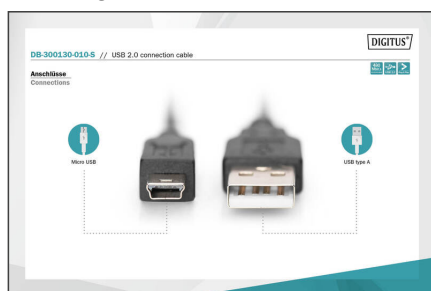 DIGITUS®
DB-300130-010-S // USB 2.0 connection cable
Anschlüsse
Connections
Micro USB
USB type A